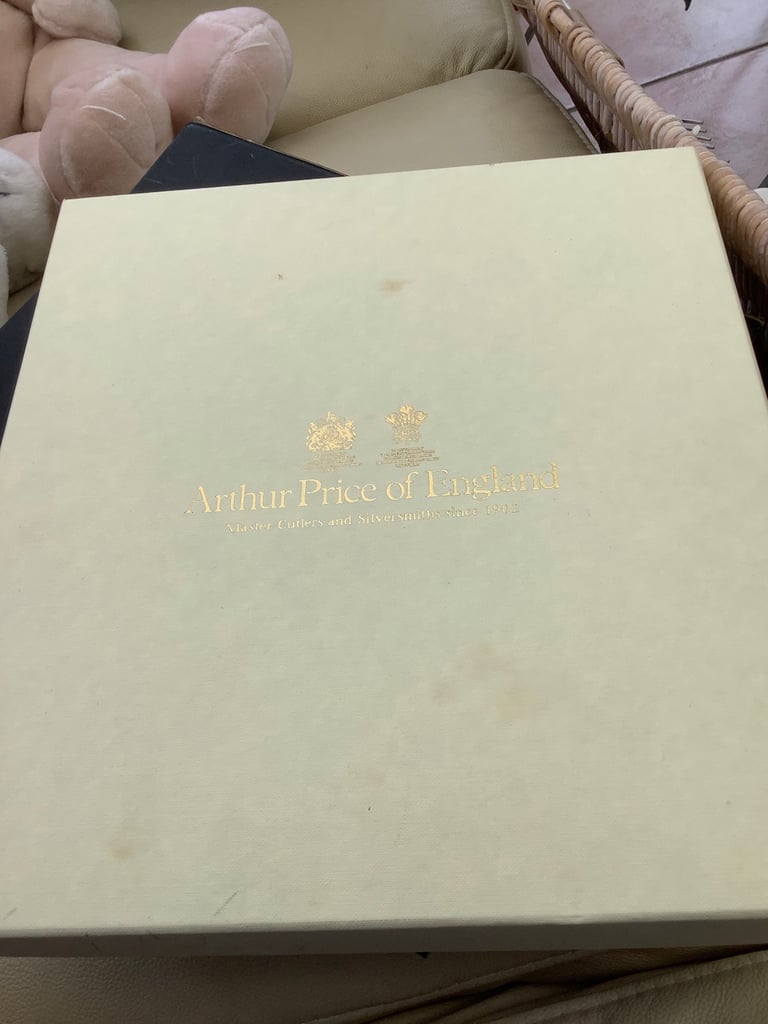 Arthur Price of England
Master Cutlers and Silversmiths since 1902